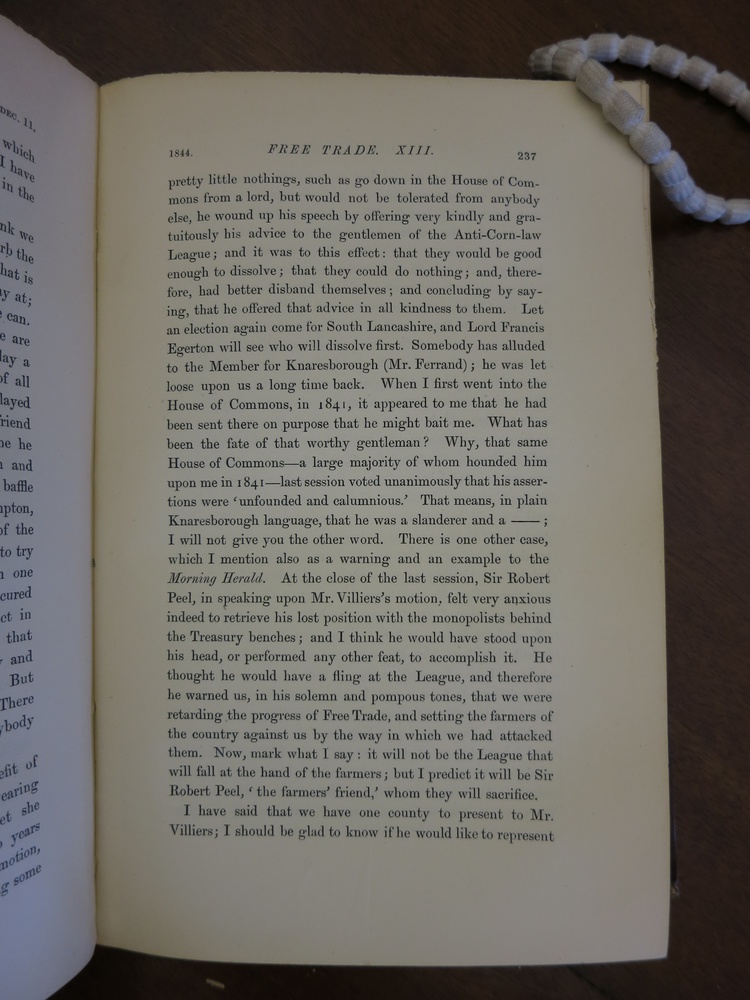 DEC. 11,
which
I have
in the
nk we
rb the
hat is
ay at;
e can.
e are
lay a
of all
layed
riend
ne he
n and
baffle
mpton,
of the
to try
n one
cured
ct in
that
y and
But
There
ybody
efit of
earing
et she
years
motion,
ng some
1844. FREE TRADE. XIII. 237
pretty little nothings, such as go down in the House of Com-
mons from a lord, but would not be tolerated from anybody
else, he wound up his speech by offering very kindly and gra-
tuitously his advice to the gentlemen of the Anti-Corn-law
League; and it was to this effect: that they would be good
enough to dissolve; that they could do nothing; and, there-
fore, had better disband themselves; and concluding by say-
ing, that he offered that advice in all kindness to them. Let
an election again come for South Lancashire, and Lord Francis
Egerton will see who will dissolve first. Somebody has alluded
to the Member for Knaresborough (Mr. Ferrand); he was let
loose upon us a long time back. When I first went into the
House of Commons, in 1841, it appeared to me that he had
been sent there on purpose that he might bait me. What has
been the fate of that worthy gentleman? Why, that same
House of Commons—a large majority of whom hounded him
upon me in 1841—last session voted unanimously that his asser-
tions were ‘unfounded and calumnious.’ That means, in plain
Knaresborough language, that he was a slanderer and a ——;
I will not give you the other word. There is one other case,
which I mention also as a warning and an example to the
Morning Herald. At the close of the last session, Sir Robert
Peel, in speaking upon Mr. Villiers's motion, felt very anxious
indeed to retrieve his lost position with the monopolists behind
the Treasury benches; and I think he would have stood upon
his head, or performed any other feat, to accomplish it. He
thought he would have a fling at the League, and therefore
he warned us, in his solemn and pompous tones, that we were
retarding the progress of Free Trade, and setting the farmers of
the country against us by the way in which we had attacked
them. Now, mark what I say: it will not be the League that
will fall at the hand of the farmers; but I predict it will be Sir
Robert Peel, ‘the farmers' friend,’ whom they will sacrifice.
I have said that we have one county to present to Mr.
Villiers; I should be glad to know if he would like to represent